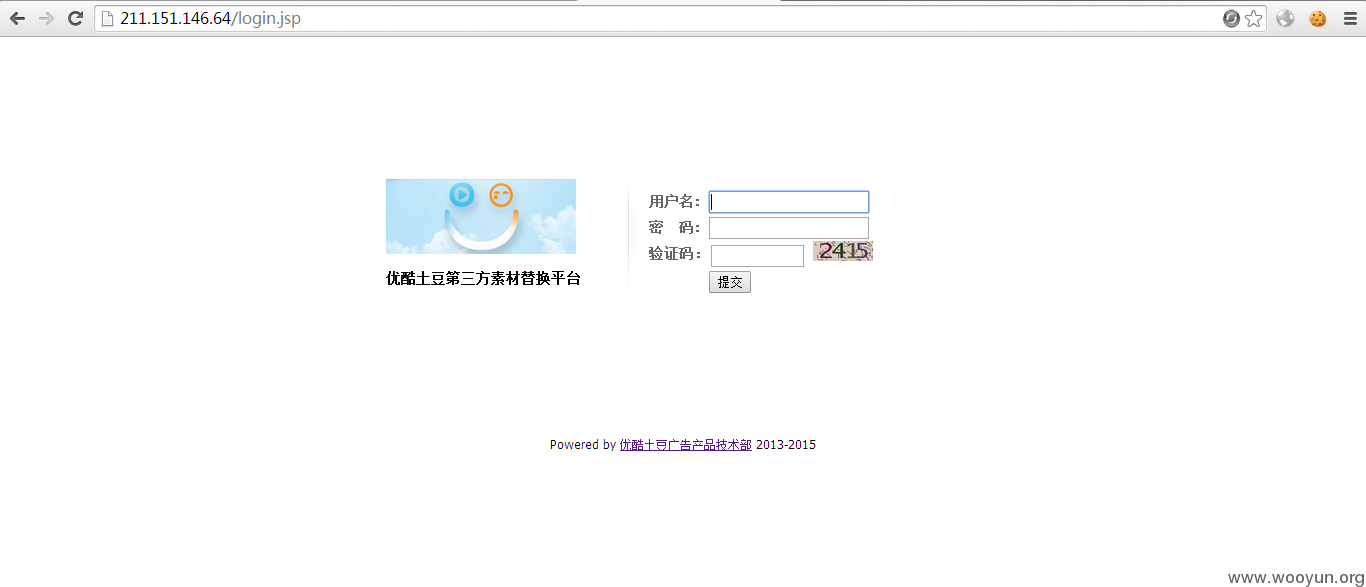 211.151.146.64/login.jsp
用户名：
密 码：
验证码： 2415
提交
优酷土豆第三方素材替换平台
Powered by 优酷土豆广告产品技术部 2013-2015
www.wooyun.org